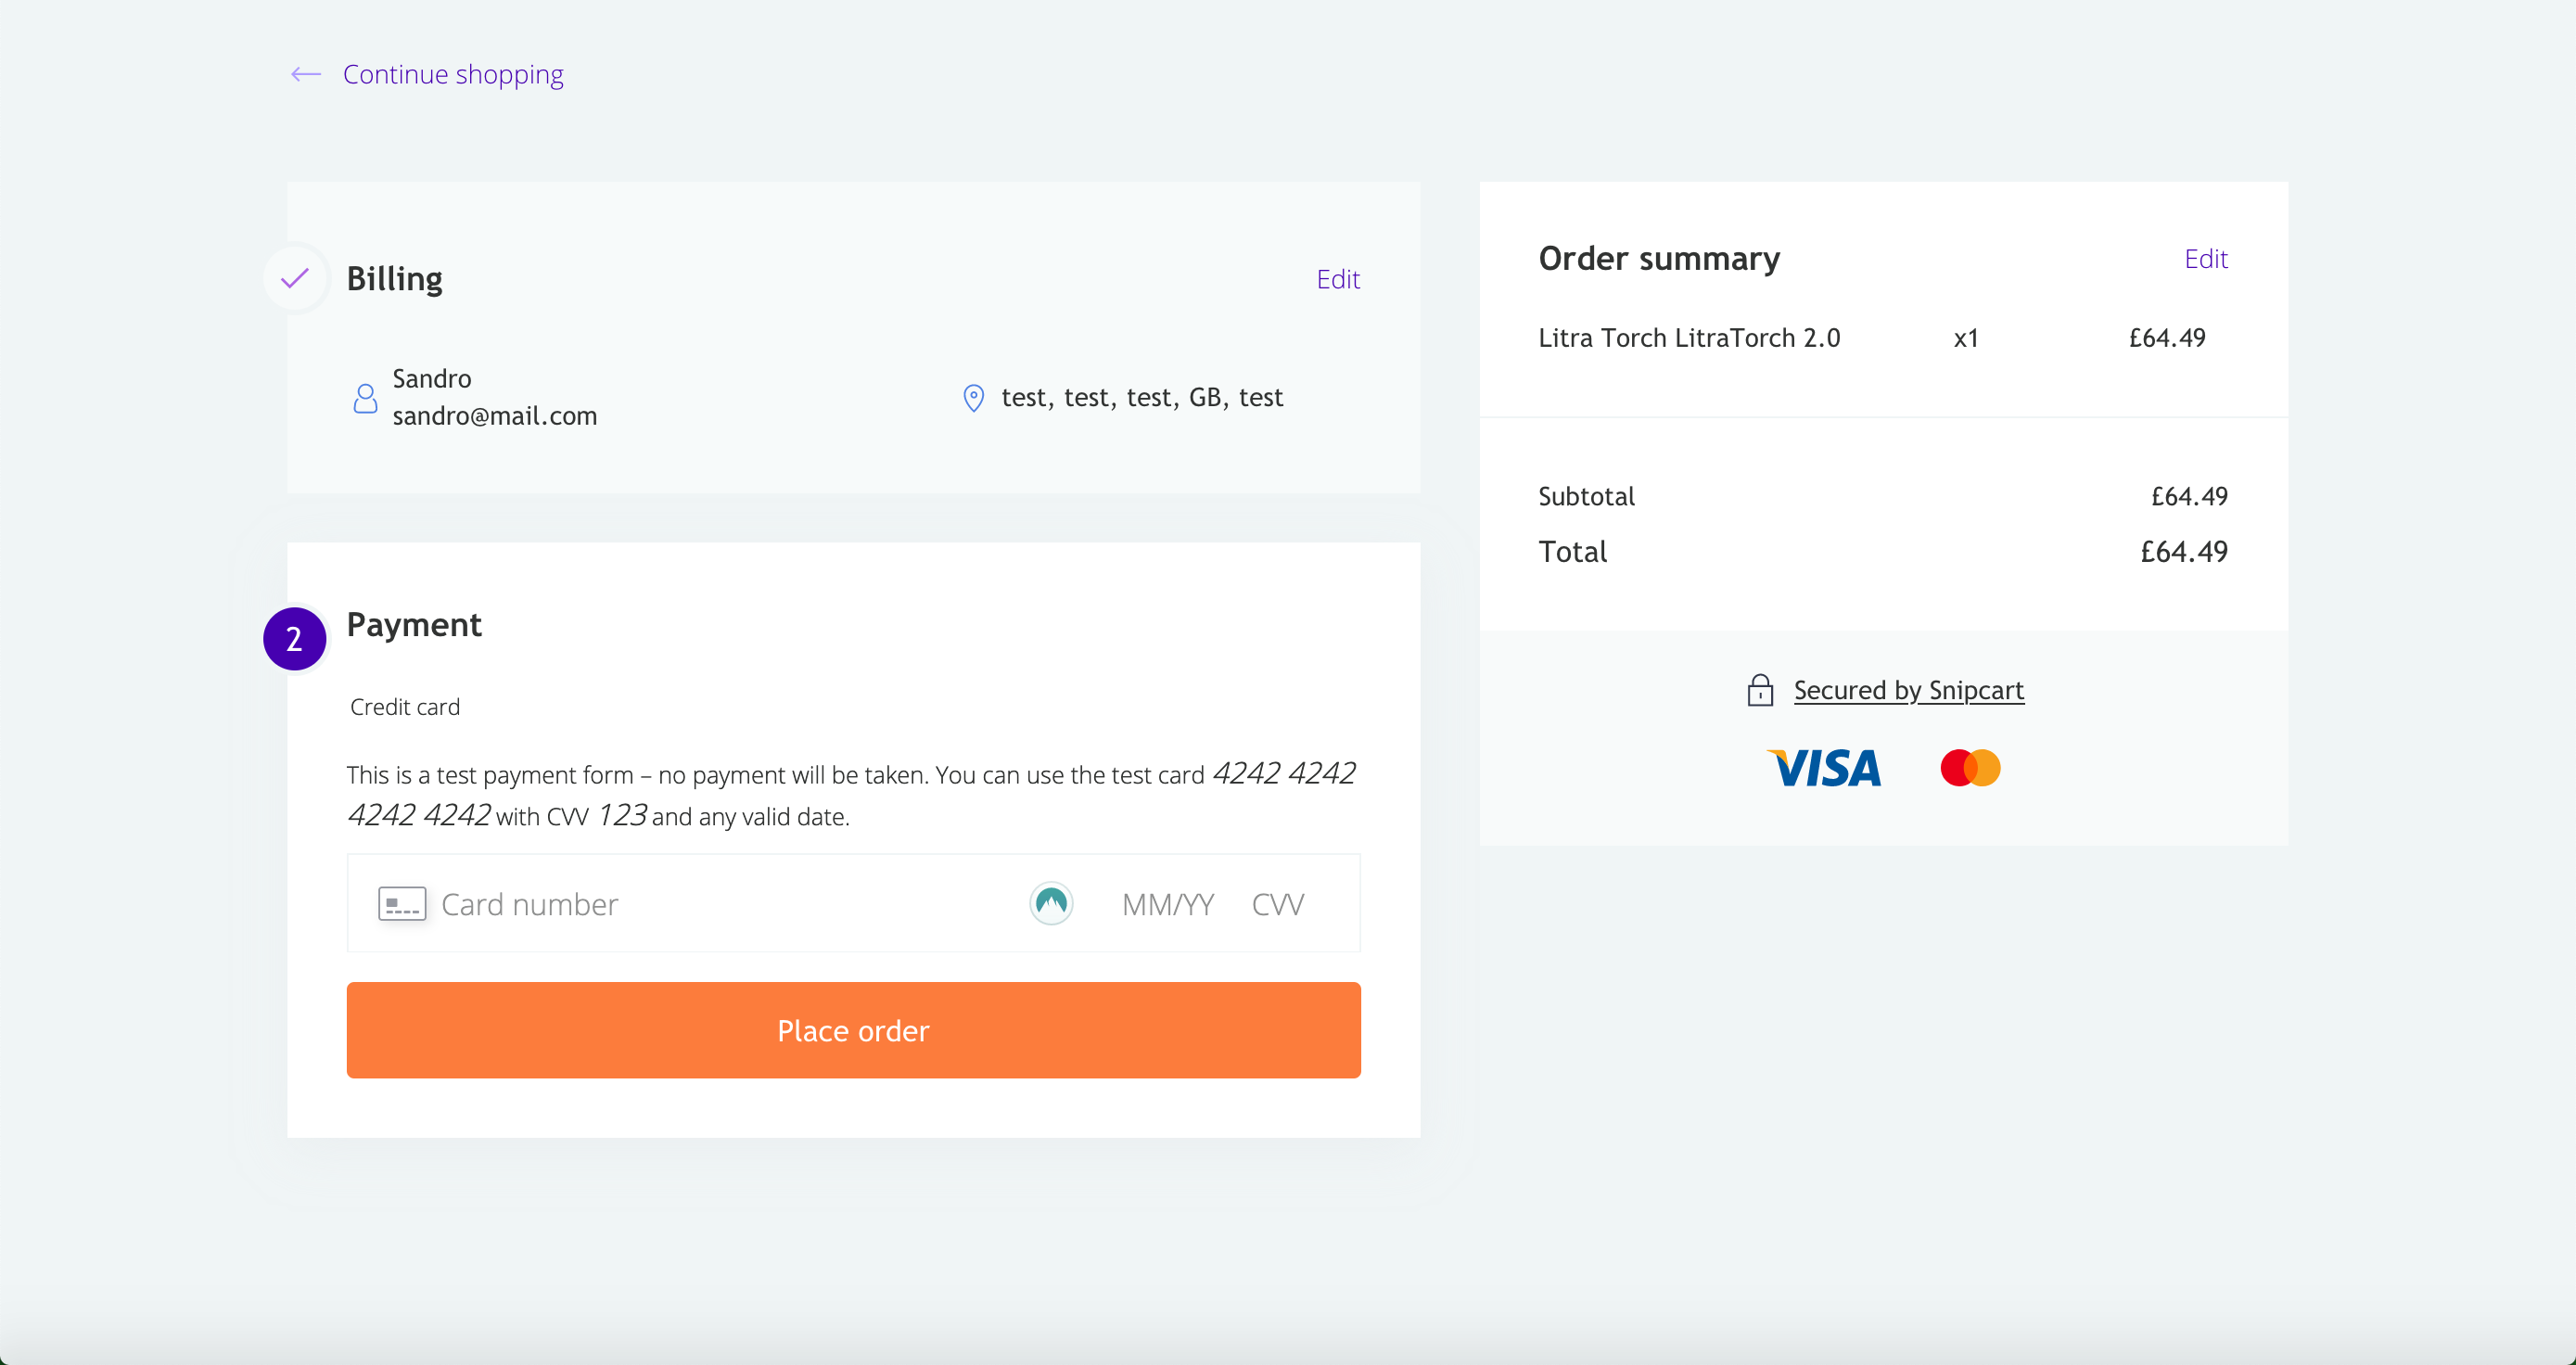 Continue shopping
Billing
Edit
Sandro
sandro@mail.com
test, test, test, GB, test
2
Payment
Credit card
This is a test payment form – no payment will be taken. You can use the test card 4242 4242
4242 4242 with CVV 123 and any valid date.
Card number MM/YY CVV
Place order
Order summary
Edit
Litra Torch LitraTorch 2.0 x1 £64.49
Subtotal £64.49
Total £64.49
Secured by Snipcart
VISA